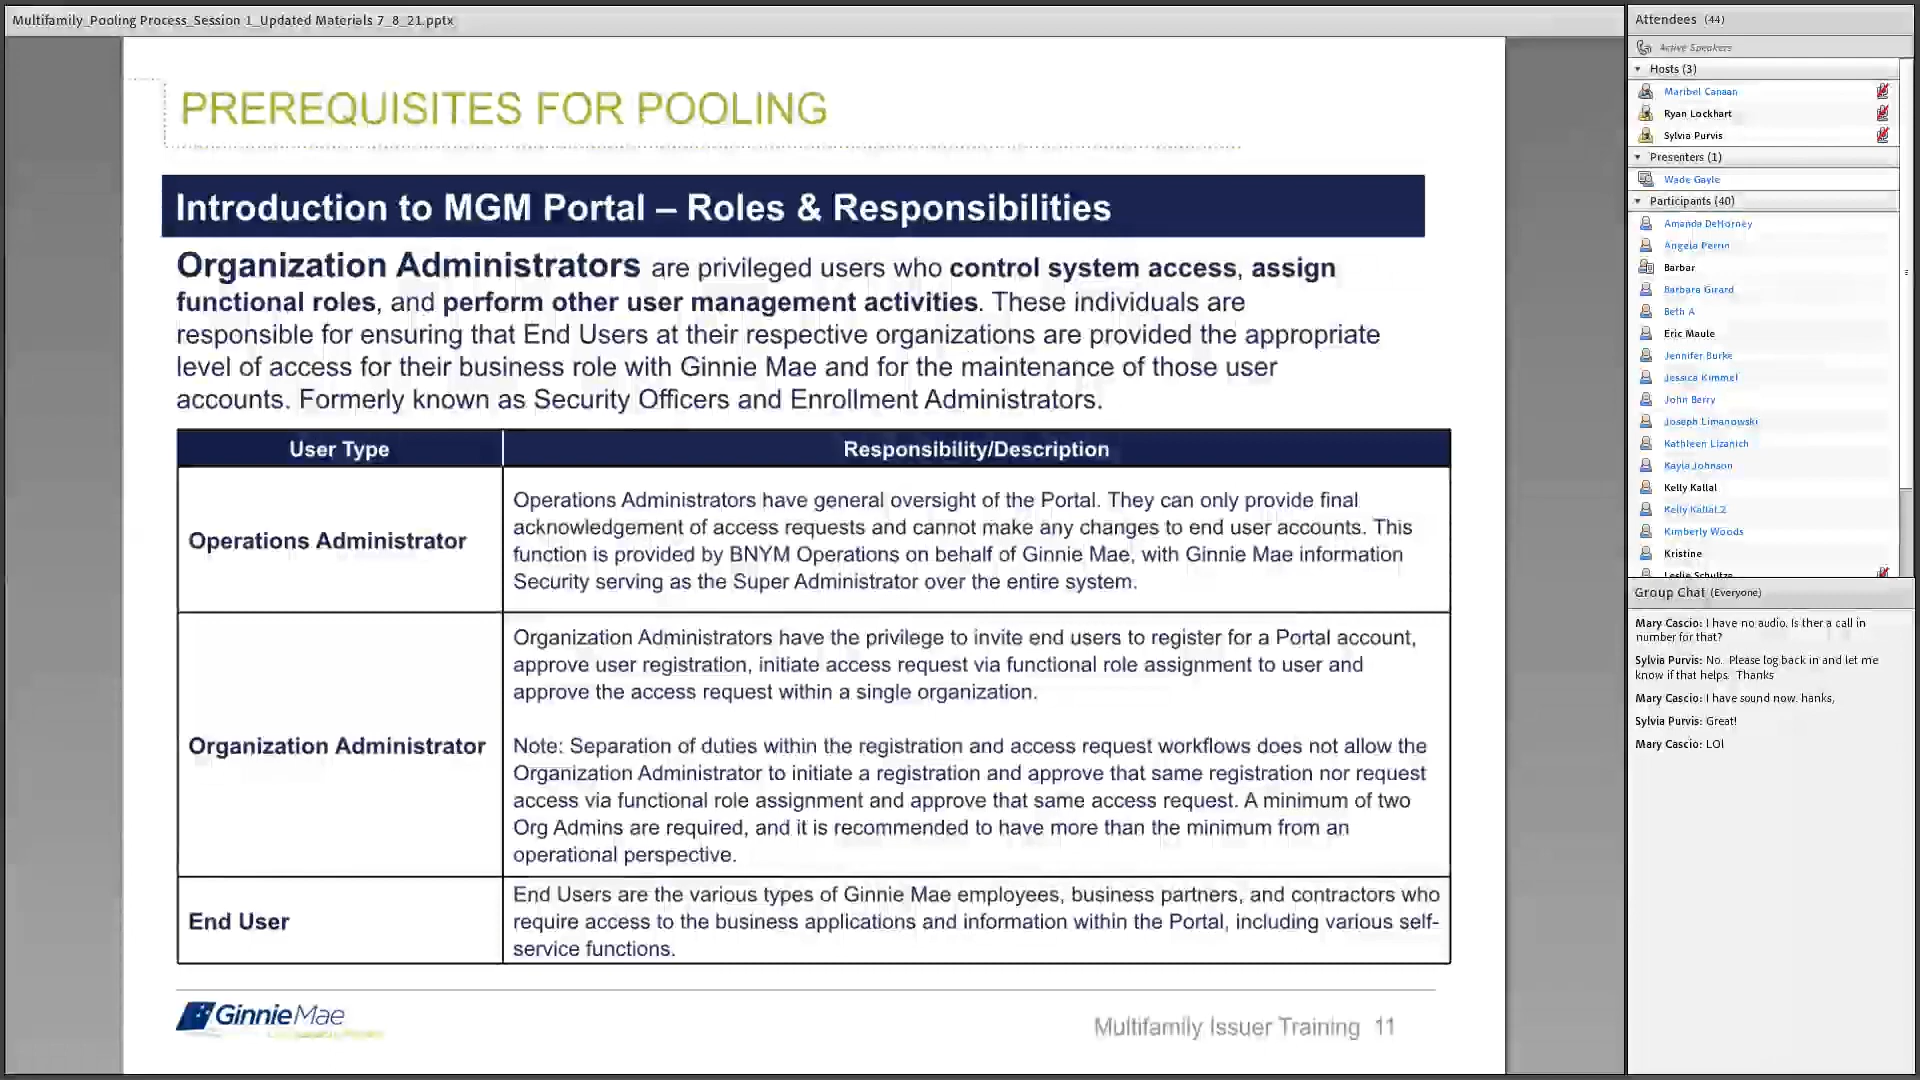 Multifamily_Pooling Process_Session 1_Updated Materials 7_8_21.pptx
PREREQUISITES FOR POOLING
Introduction to MGM Portal – Roles & Responsibilities
Organization Administrators are privileged users who control system access, assign
functional roles, and perform other user management activities. These individuals are
responsible for ensuring that End Users at their respective organizations are provided the appropriate
level of access for their business role with Ginnie Mae and for the maintenance of those user
accounts. Formerly known as Security Officers and Enrollment Administrators.
User Type
Responsibility/Description
Operations Administrator
Operations Administrators have general oversight of the Portal. They can only provide final
acknowledgement of access requests and cannot make any changes to end user accounts. This
function is provided by BNYM Operations on behalf of Ginnie Mae, with Ginnie Mae information
Security serving as the Super Administrator over the entire system.
Organization Administrator
Organization Administrators have the privilege to invite end users to register for a Portal account,
approve user registration, initiate access request via functional role assignment to user and
approve the access request within a single organization.
Note: Separation of duties within the registration and access request workflows does not allow the
Organization Administrator to initiate a registration and approve that same registration nor request
access via functional role assignment and approve that same access request. A minimum of two
Org Admins are required, and it is recommended to have more than the minimum from an
operational perspective.
End User
End Users are the various types of Ginnie Mae employees, business partners, and contractors who
require access to the business applications and information within the Portal, including various self-
service functions.
GinnieMae
Multifamily Issuer Training 11
Attendees (44)
Active Speakers
Hosts (3)
Maribel Canaan
Ryan Lockhart
Sylvia Purvis
Presenters (1)
Wade Gayle
Participants (40)
Amanda DeHorney
Angela Perrin
Barbar
Barbara Girard
Beth A
Eric Maule
Jennifer Burke
Jessica Kimmel
John Berry
Joseph Limanowski
Kathleen Lizanich
Kayla Johnson
Kelly Kallal
Kelly Kallal 2
Kimberly Woods
Kristine
Leslie Schultze
Group Chat (Everyone)
Mary Cascio: I have no audio. Is ther a call in
number for that?
Sylvia Purvis: No. Please log back in and let me
know if that helps. Thanks
Mary Cascio: I have sound now. hanks,
Sylvia Purvis: Great!
Mary Cascio: LOl